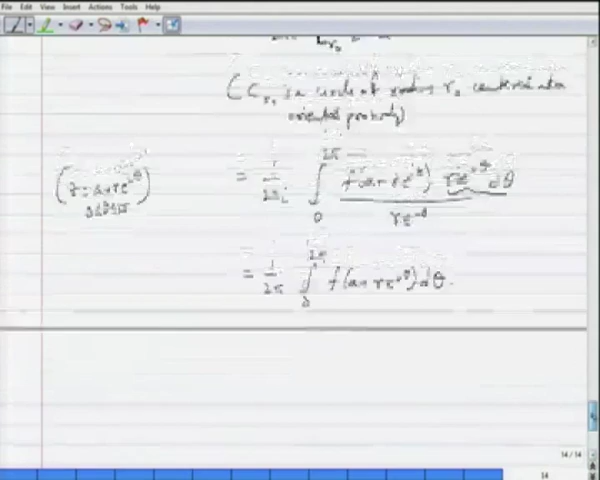 File Edit View Insert Actions Tools Help
(C_{r_0} is a circle of radius r_0 centered at a
oriented
(z = a + re^{iθ}
0≤θ≤2π)
= 1/2πi ∫_0^{2π} f(a + re^{iθ}) rie^{iθ} dθ / re^{iθ}
= 1/2π ∫_0^{2π} f(a + re^{iθ}) dθ.
14 / 14
14